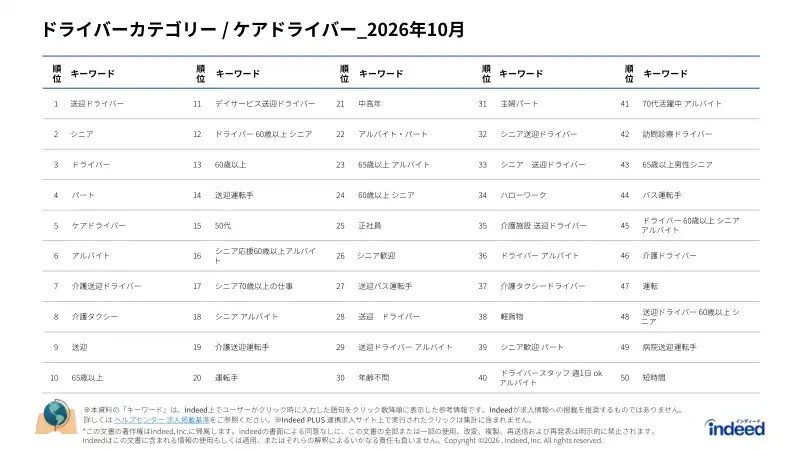 ドライバーカテゴリー / ケアドライバー_2026年10月
順位 キーワード 順位 キーワード 順位 キーワード 順位 キーワード 順位 キーワード
1 送迎ドライバー 11 デイサービス送迎ドライバー 21 中高年 31 主婦パート 41 70代活躍中 アルバイト
2 シニア 12 ドライバー 60歳以上 シニア 22 アルバイト・パート 32 シニア送迎ドライバー 42 訪問診療ドライバー
3 ドライバー 13 60歳以上 23 65歳以上 アルバイト 33 シニア　送迎ドライバー 43 65歳以上男性シニア
4 パート 14 送迎運転手 24 60歳以上 シニア 34 ハローワーク 44 バス運転手
5 ケアドライバー 15 50代 25 正社員 35 介護施設 送迎ドライバー 45 ドライバー 60歳以上 シニア アルバイト
6 アルバイト 16 シニア応援60歳以上アルバイト 26 シニア歓迎 36 ドライバー アルバイト 46 介護ドライバー
7 介護送迎ドライバー 17 シニア70歳以上の仕事 27 送迎バス運転手 37 介護タクシードライバー 47 運転
8 介護タクシー 18 シニア アルバイト 28 送迎　ドライバー 38 軽貨物 48 送迎ドライバー 60歳以上 シニア
9 送迎 19 介護送迎運転手 29 送迎ドライバー アルバイト 39 シニア歓迎 パート 49 病院送迎運転手
10 65歳以上 20 運転手 30 年齢不問 40 ドライバースタッフ 週1日 ok アルバイト 50 短時間
※本資料の「キーワード」は、Indeed上でユーザーがクリック時に入力した語句をクリック数降順に表示した参考情報です。Indeedが求人情報への掲載を推奨するものではありません。
詳しくは ヘルプセンター 求人掲載基準をご参照ください。※Indeed PLUS 連携求人サイト上で実行されたクリックは集計に含まれません。
*この文書の著作権はIndeed,Inc.に帰属します。Indeedの書面による同意なしに、この文書の全部または一部の使用、改変、複製、再送信および再発表は明示的に禁止されます。
Indeedはこの文書に含まれる情報の使用もしくは適用、またはそれらの解釈によるいかなる責任も負いません。Copyright ©2026 , Indeed, Inc. All rights reserved.
インディード
indeed